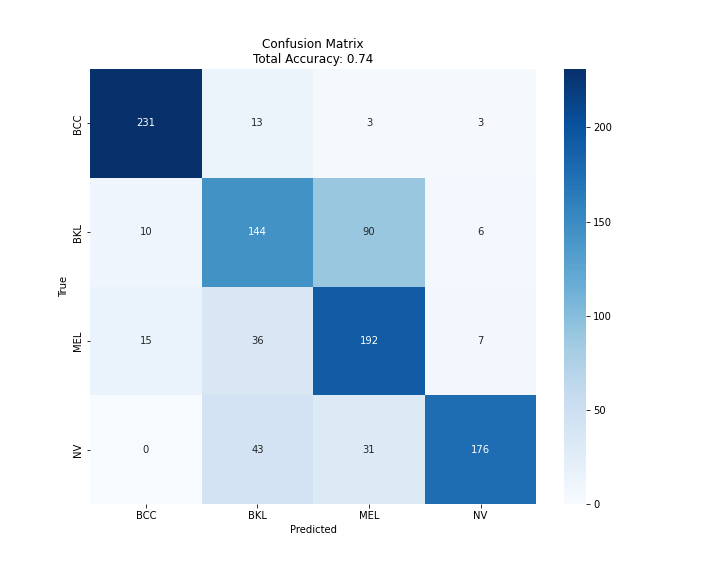 Confusion Matrix
Total Accuracy: 0.74
BCC 231 13 3 3
BKL 10 144 90 6
MEL 15 36 192 7
NV 0 43 31 176
True
BCC BKL MEL NV
Predicted
200
150
100
50
0